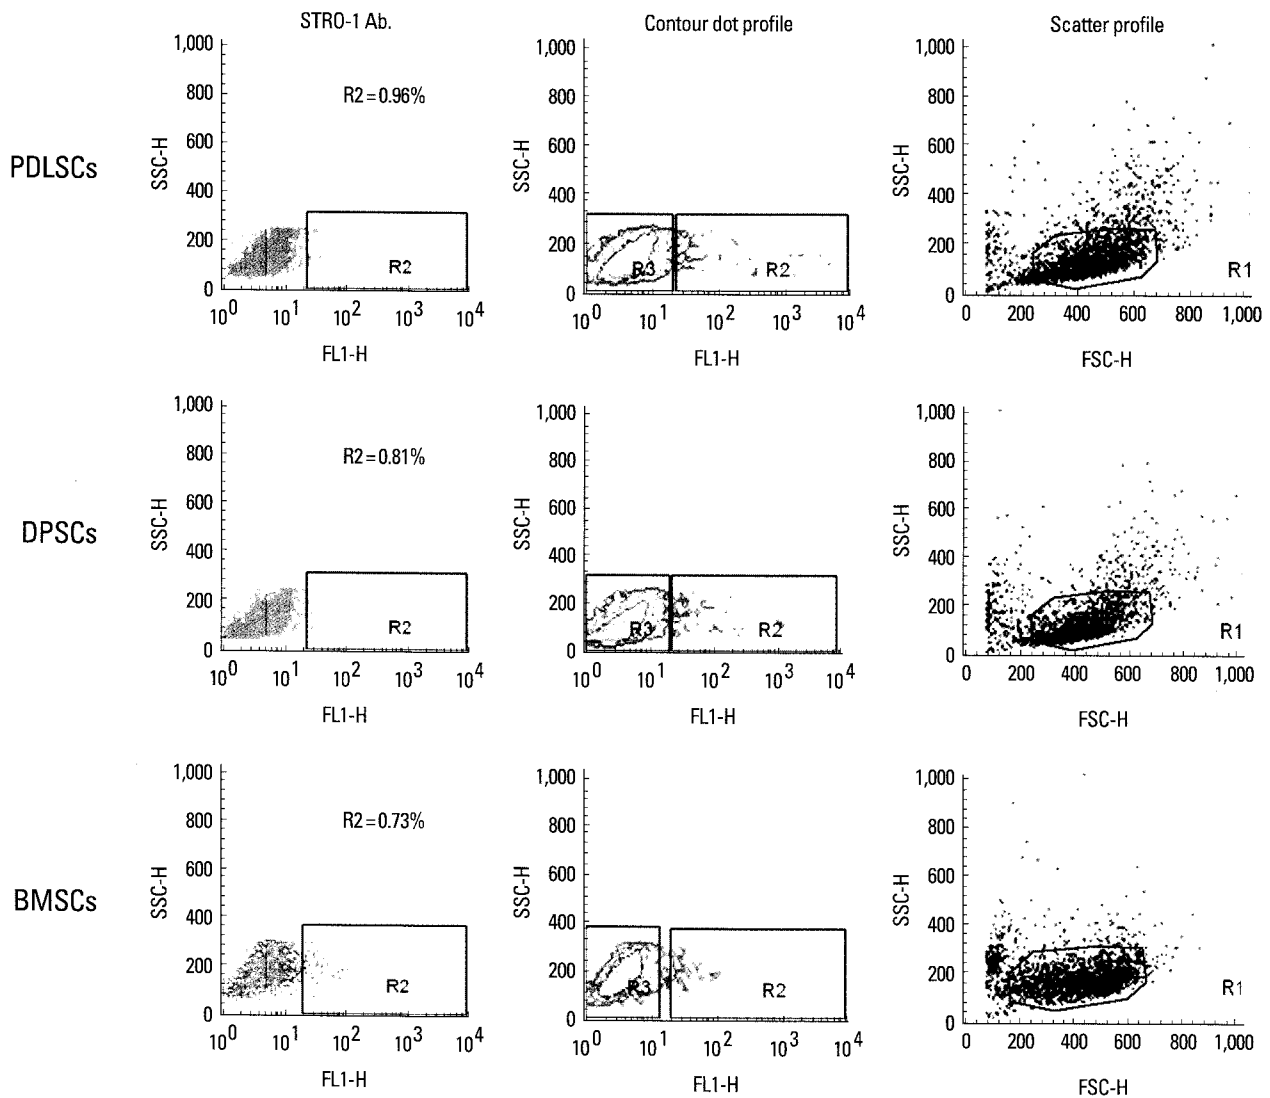 STRO-1 Ab.
Contour dot profile
Scatter profile
PDLSCs
SSC-H
1,000
800
600
400
200
0
R2=0.96%
R2
10^0 10^1 10^2 10^3 10^4
FL1-H
SSC-H
1,000
800
600
400
200
0
R3
R2
10^0 10^1 10^2 10^3 10^4
FL1-H
SSC-H
1,000
800
600
400
200
0
R1
0 200 400 600 800 1,000
FSC-H
DPSCs
SSC-H
1,000
800
600
400
200
0
R2=0.81%
R2
10^0 10^1 10^2 10^3 10^4
FL1-H
SSC-H
1,000
800
600
400
200
0
R3
R2
10^0 10^1 10^2 10^3 10^4
FL1-H
SSC-H
1,000
800
600
400
200
0
R1
0 200 400 600 800 1,000
FSC-H
BMSCs
SSC-H
1,000
800
600
400
200
0
R2=0.73%
R2
10^0 10^1 10^2 10^3 10^4
FL1-H
SSC-H
1,000
800
600
400
200
0
R3
R2
10^0 10^1 10^2 10^3 10^4
FL1-H
SSC-H
1,000
800
600
400
200
0
R1
0 200 400 600 800 1,000
FSC-H